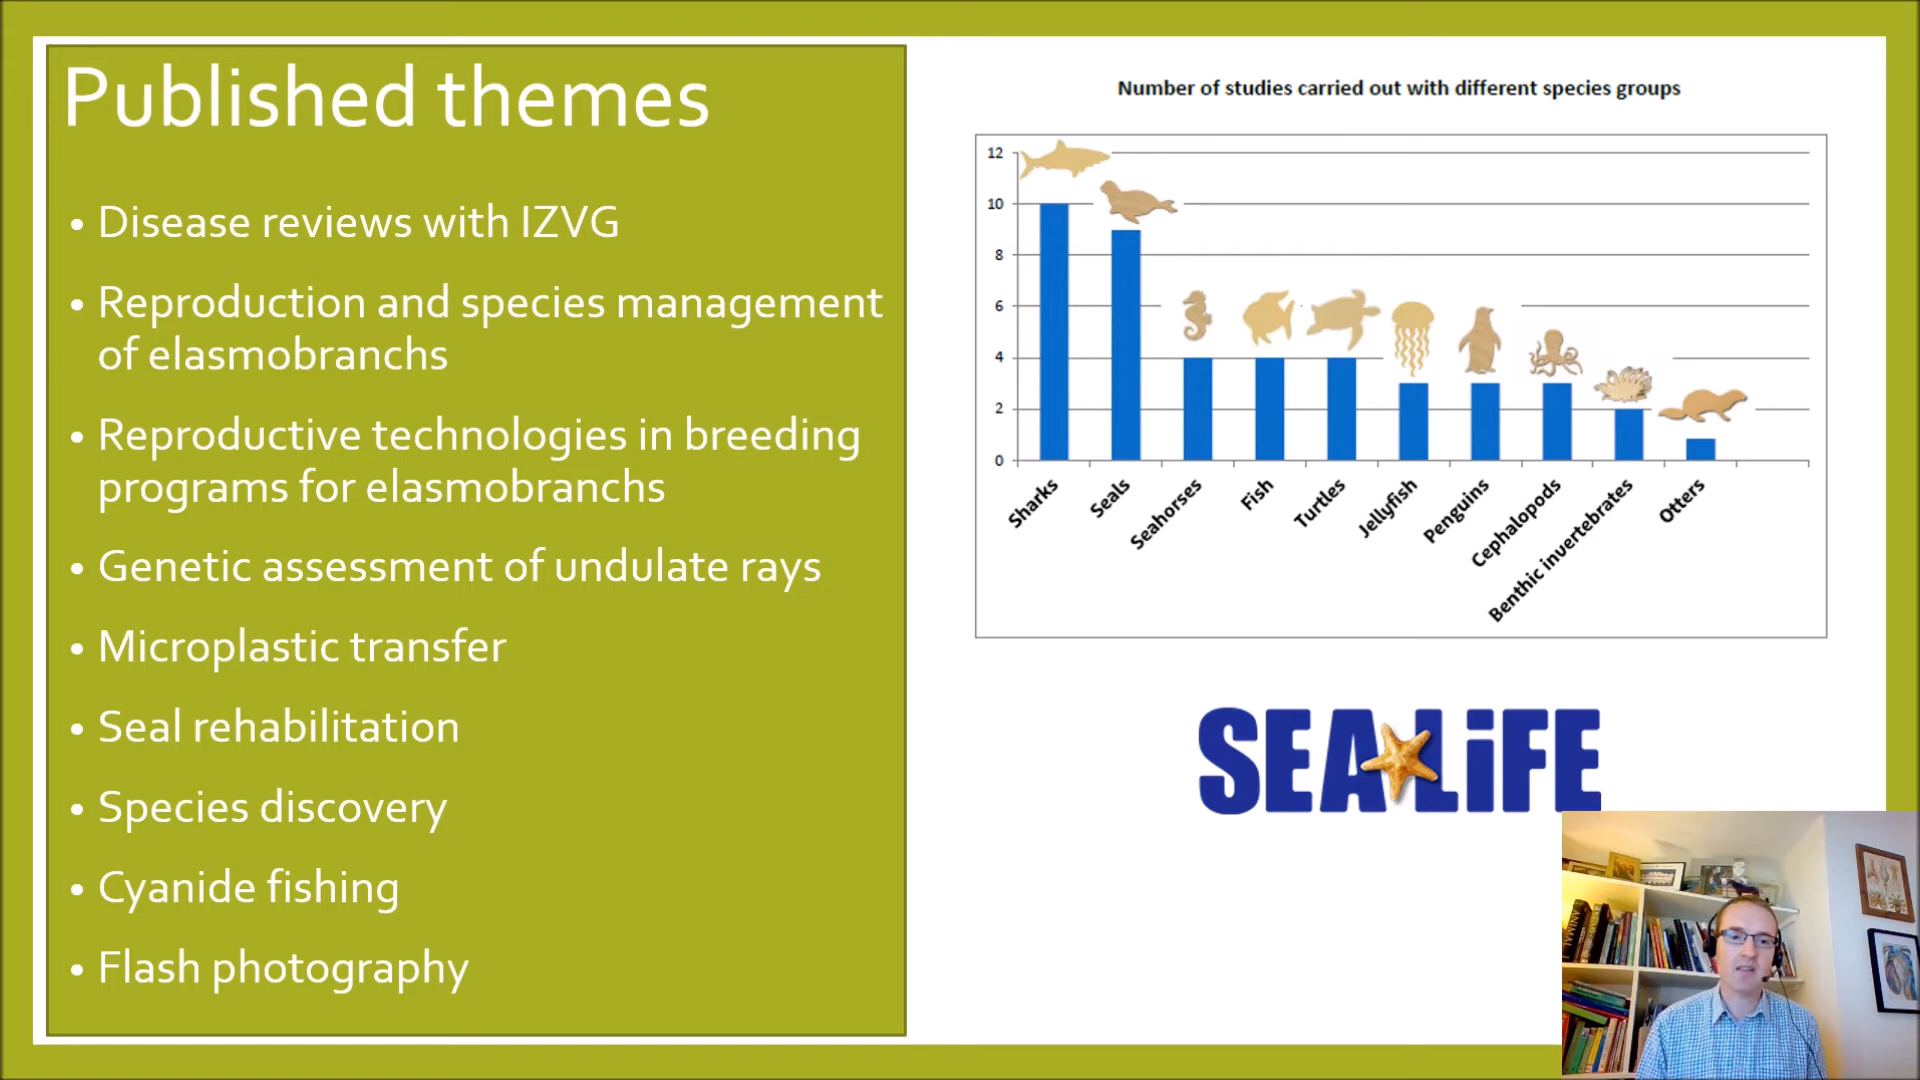 Published themes
• Disease reviews with IZVG
• Reproduction and species management
of elasmobranchs
• Reproductive technologies in breeding
programs for elasmobranchs
• Genetic assessment of undulate rays
• Microplastic transfer
• Seal rehabilitation
• Species discovery
• Cyanide fishing
• Flash photography
Number of studies carried out with different species groups
12
10
8
6
4
2
0
Sharks
Seals
Seahorses
Fish
Turtles
Jellyfish
Penguins
Cephalopods
Benthic invertebrates
Otters
SEA LiFE
ANIMAL